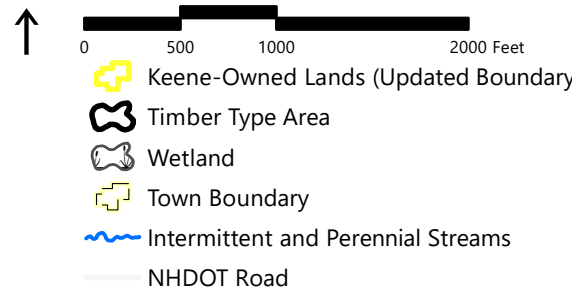 0 500 1000 2000 Feet
Keene-Owned Lands (Updated Boundary
Timber Type Area
Wetland
Town Boundary
Intermittent and Perennial Streams
NHDOT Road